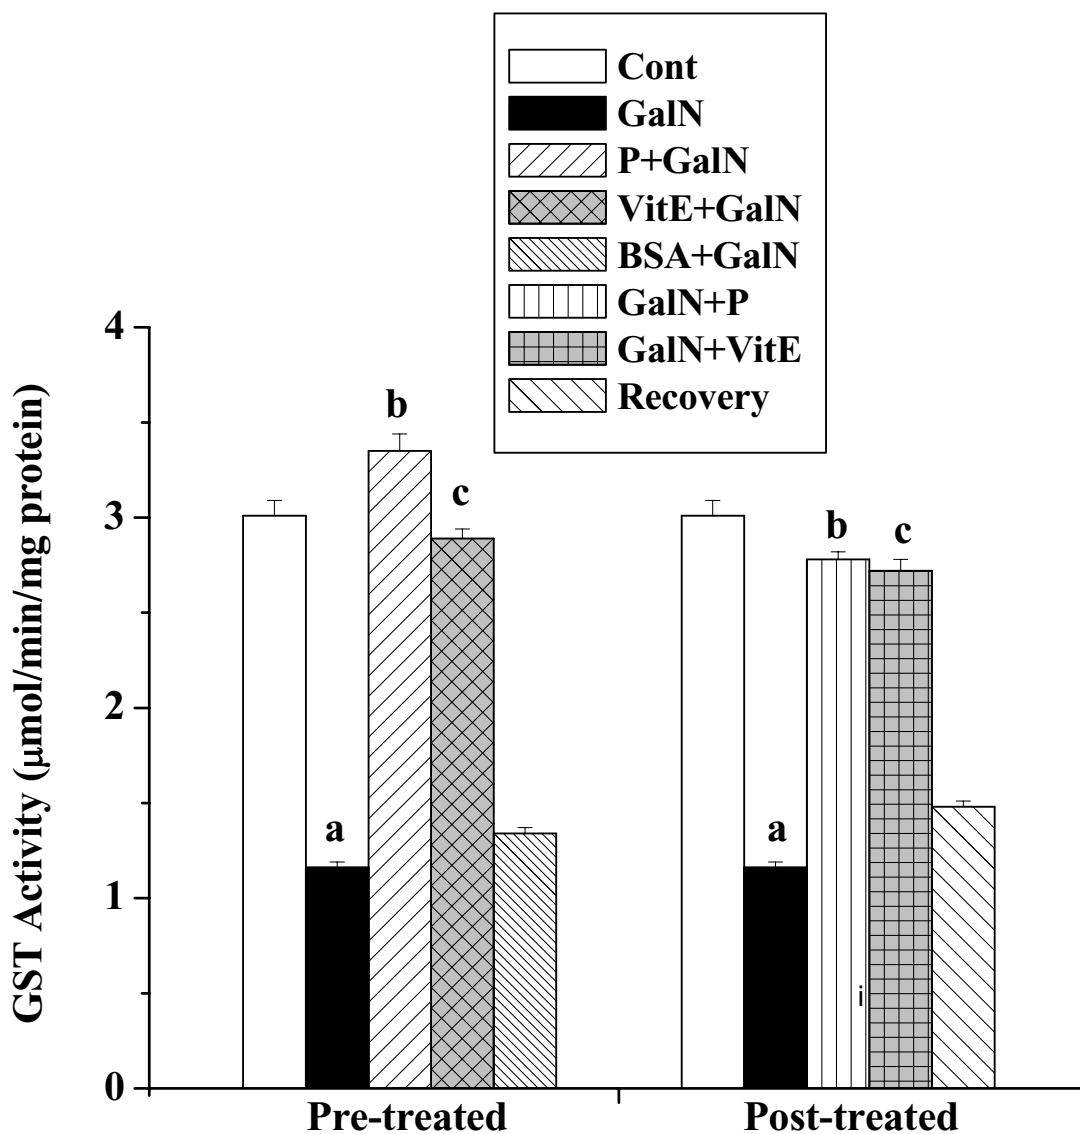 Cont
GalN
P+GalN
VitE+GalN
BSA+GalN
GalN+P
GalN+VitE
Recovery
GST Activity (μmol/min/mg protein)
4
3
2
1
0
b
c
a
b
c
a
i
Pre-treated
Post-treated